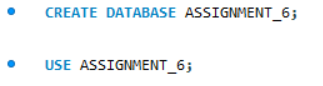 CREATE DATABASE ASSIGNMENT_6;
USE ASSIGNMENT_6;